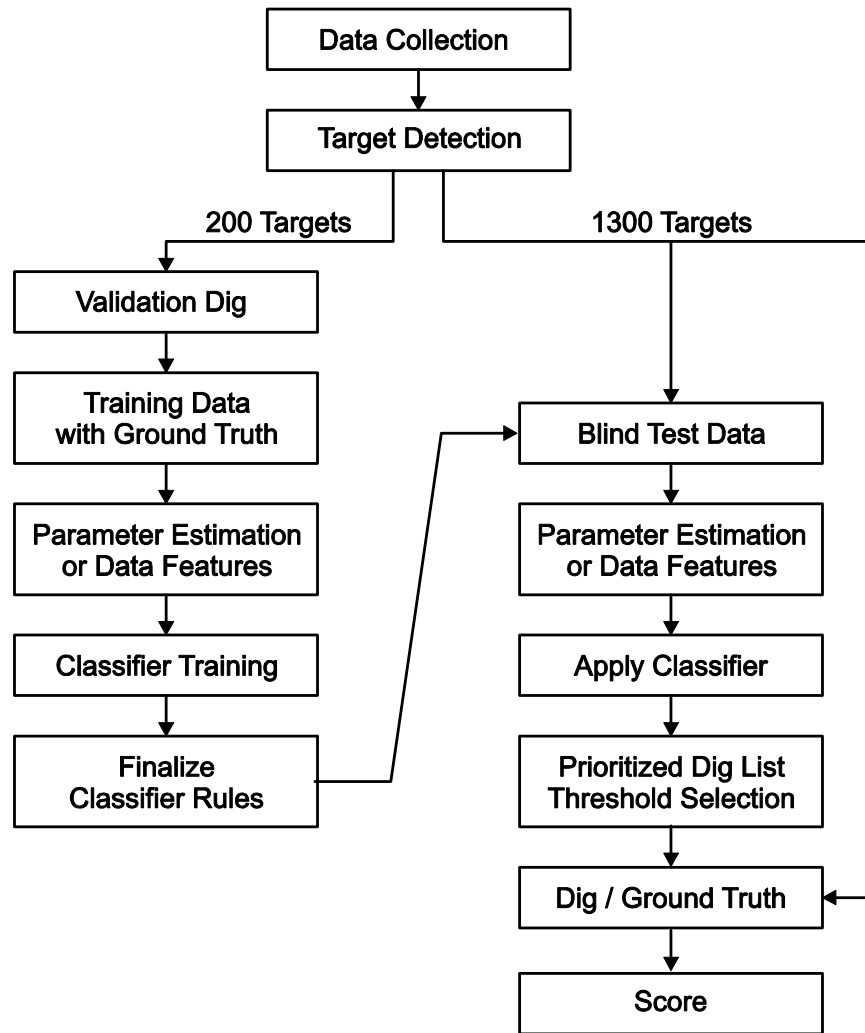 Data Collection
Target Detection
200 Targets
1300 Targets
Validation Dig
Training Data
with Ground Truth
Parameter Estimation
or Data Features
Classifier Training
Finalize
Classifier Rules
Blind Test Data
Parameter Estimation
or Data Features
Apply Classifier
Prioritized Dig List
Threshold Selection
Dig / Ground Truth
Score